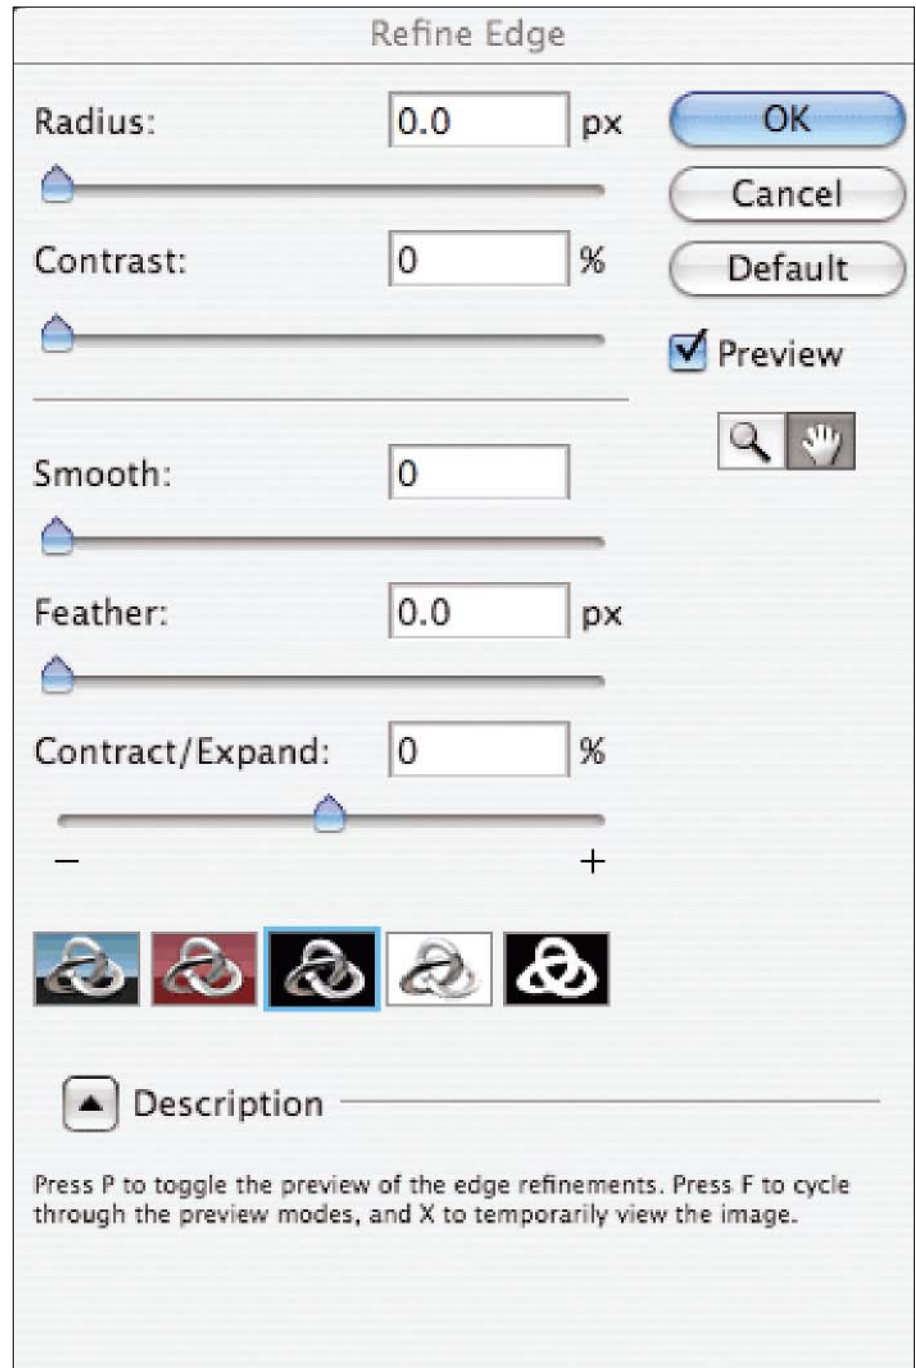 Refine Edge
Radius: 0.0 px
OK
Cancel
Contrast: 0 %
Default
Preview
Smooth: 0
Feather: 0.0 px
Contract/Expand: 0 %
− +
Description
Press P to toggle the preview of the edge refinements. Press F to cycle
through the preview modes, and X to temporarily view the image.